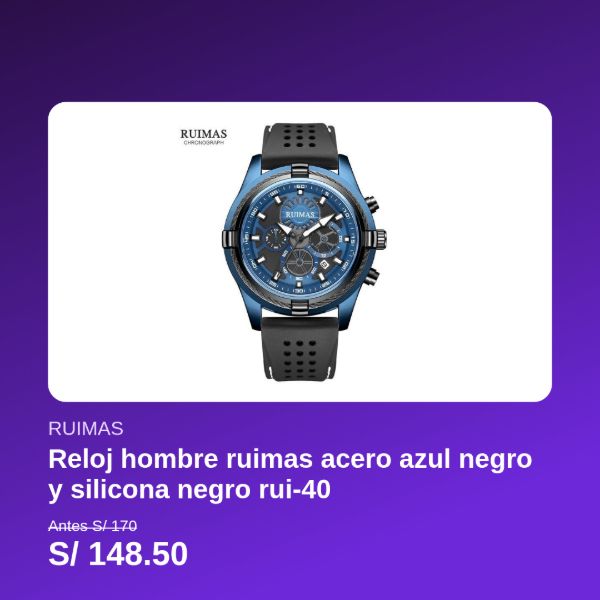 RUIMAS
CHRONOGRAPH
RUIMAS
RUIMAS
Reloj hombre ruimas acero azul negro
y silicona negro rui-40
Antes S/ 170
S/ 148.50